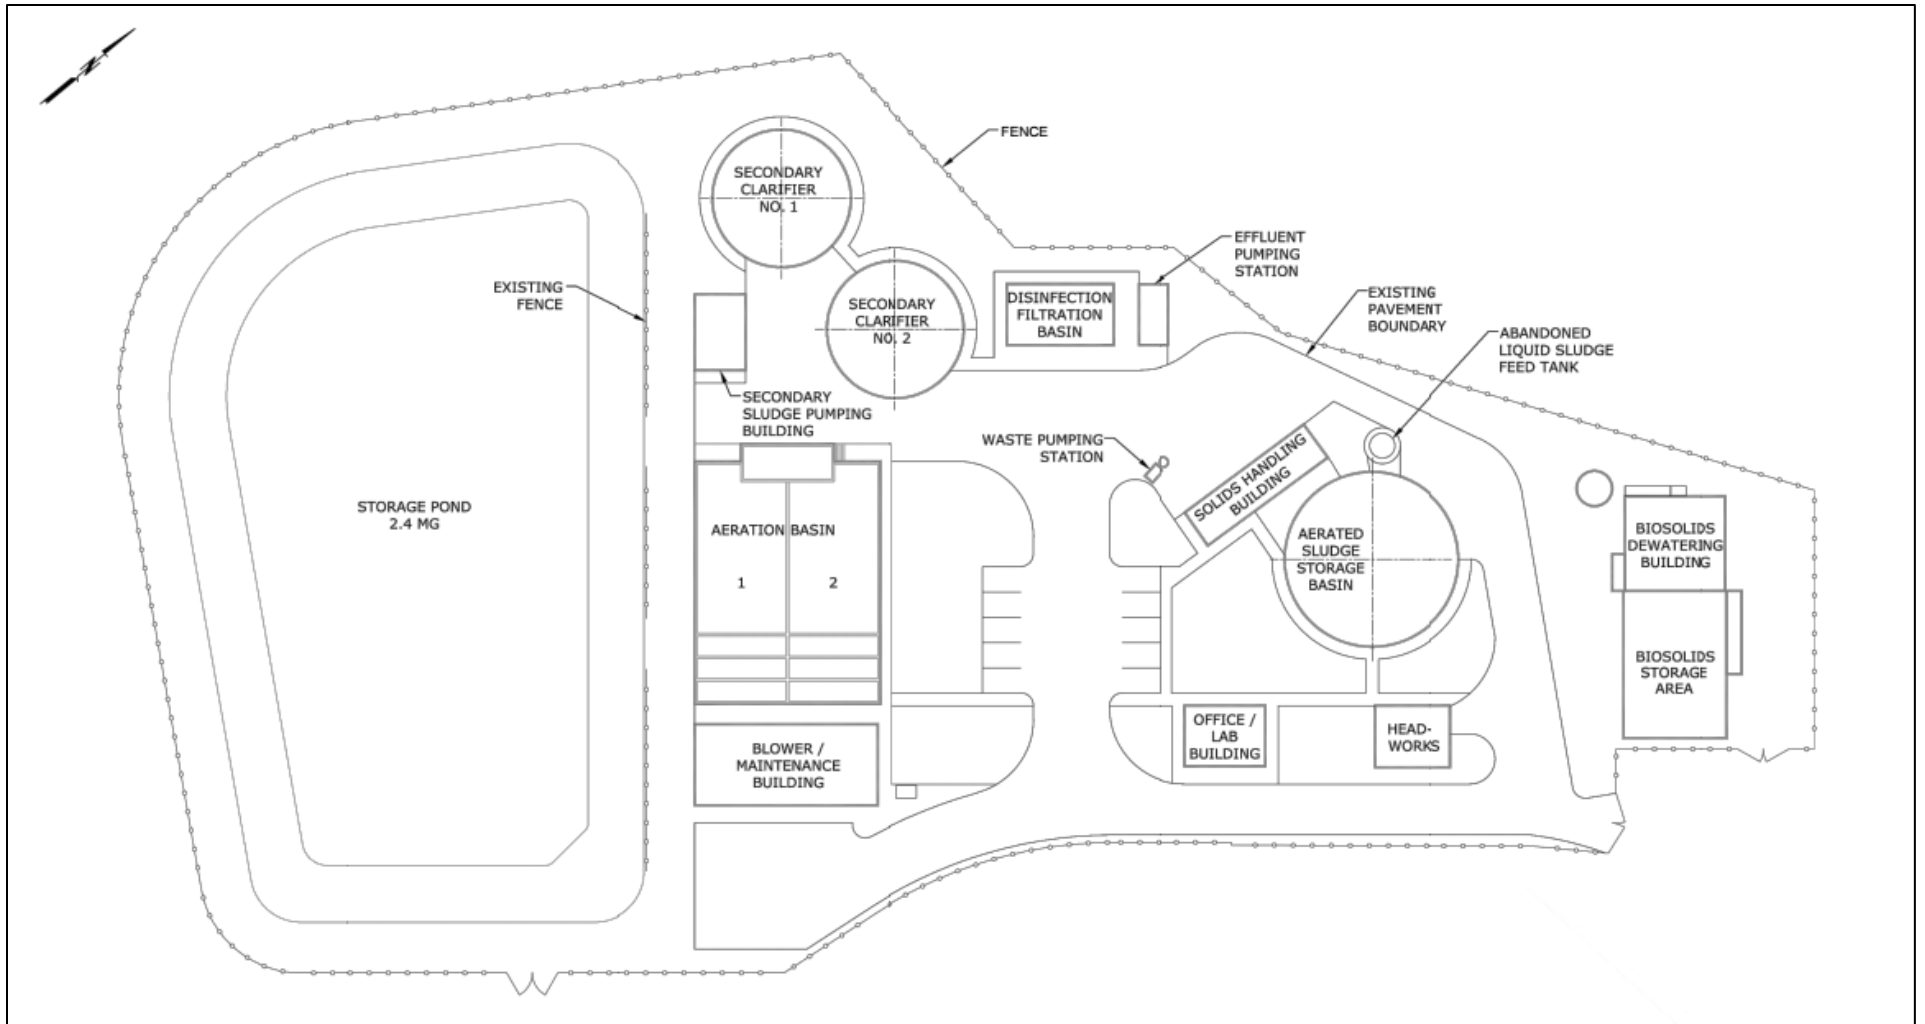 N
FENCE
SECONDARY
CLARIFIER
NO. 1
EFFLUENT
PUMPING
STATION
EXISTING
FENCE
DISINFECTION
FILTRATION
BASIN
EXISTING
PAVEMENT
BOUNDARY
SECONDARY
CLARIFIER
NO. 2
ABANDONED
LIQUID SLUDGE
FEED TANK
SECONDARY
SLUDGE PUMPING
BUILDING
WASTE PUMPING
STATION
SOLIDS HANDLING
BUILDING
STORAGE POND
2.4 MG
AERATION BASIN
1
2
AERATED
SLUDGE
STORAGE
BASIN
BIOSOLIDS
DEWATERING
BUILDING
BIOSOLIDS
STORAGE
AREA
BLOWER /
MAINTENANCE
BUILDING
OFFICE /
LAB
BUILDING
HEAD-
WORKS